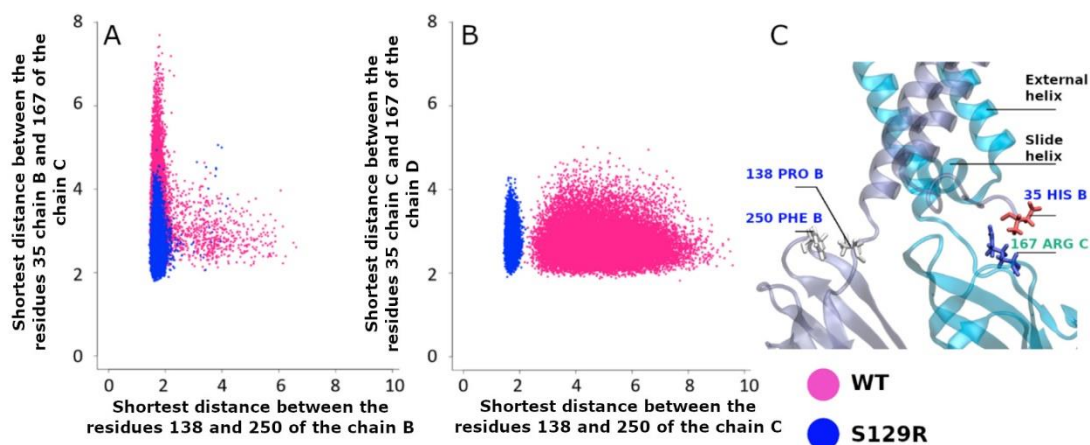 A
Shortest distance between the
residues 35 chain B and 167 of the
chain C
8
6
4
2
0
0 2 4 6 8 10
Shortest distance between the
residues 138 and 250 of the chain B
B
Shortest distance between the
residues 35 chain C and 167 of the
chain D
8
6
4
2
0
0 2 4 6 8 10
Shortest distance between the
residues 138 and 250 of the chain C
C
External
helix
Slide
helix
138 PRO B
35 HIS B
250 PHE B
167 ARG C
WT
S129R